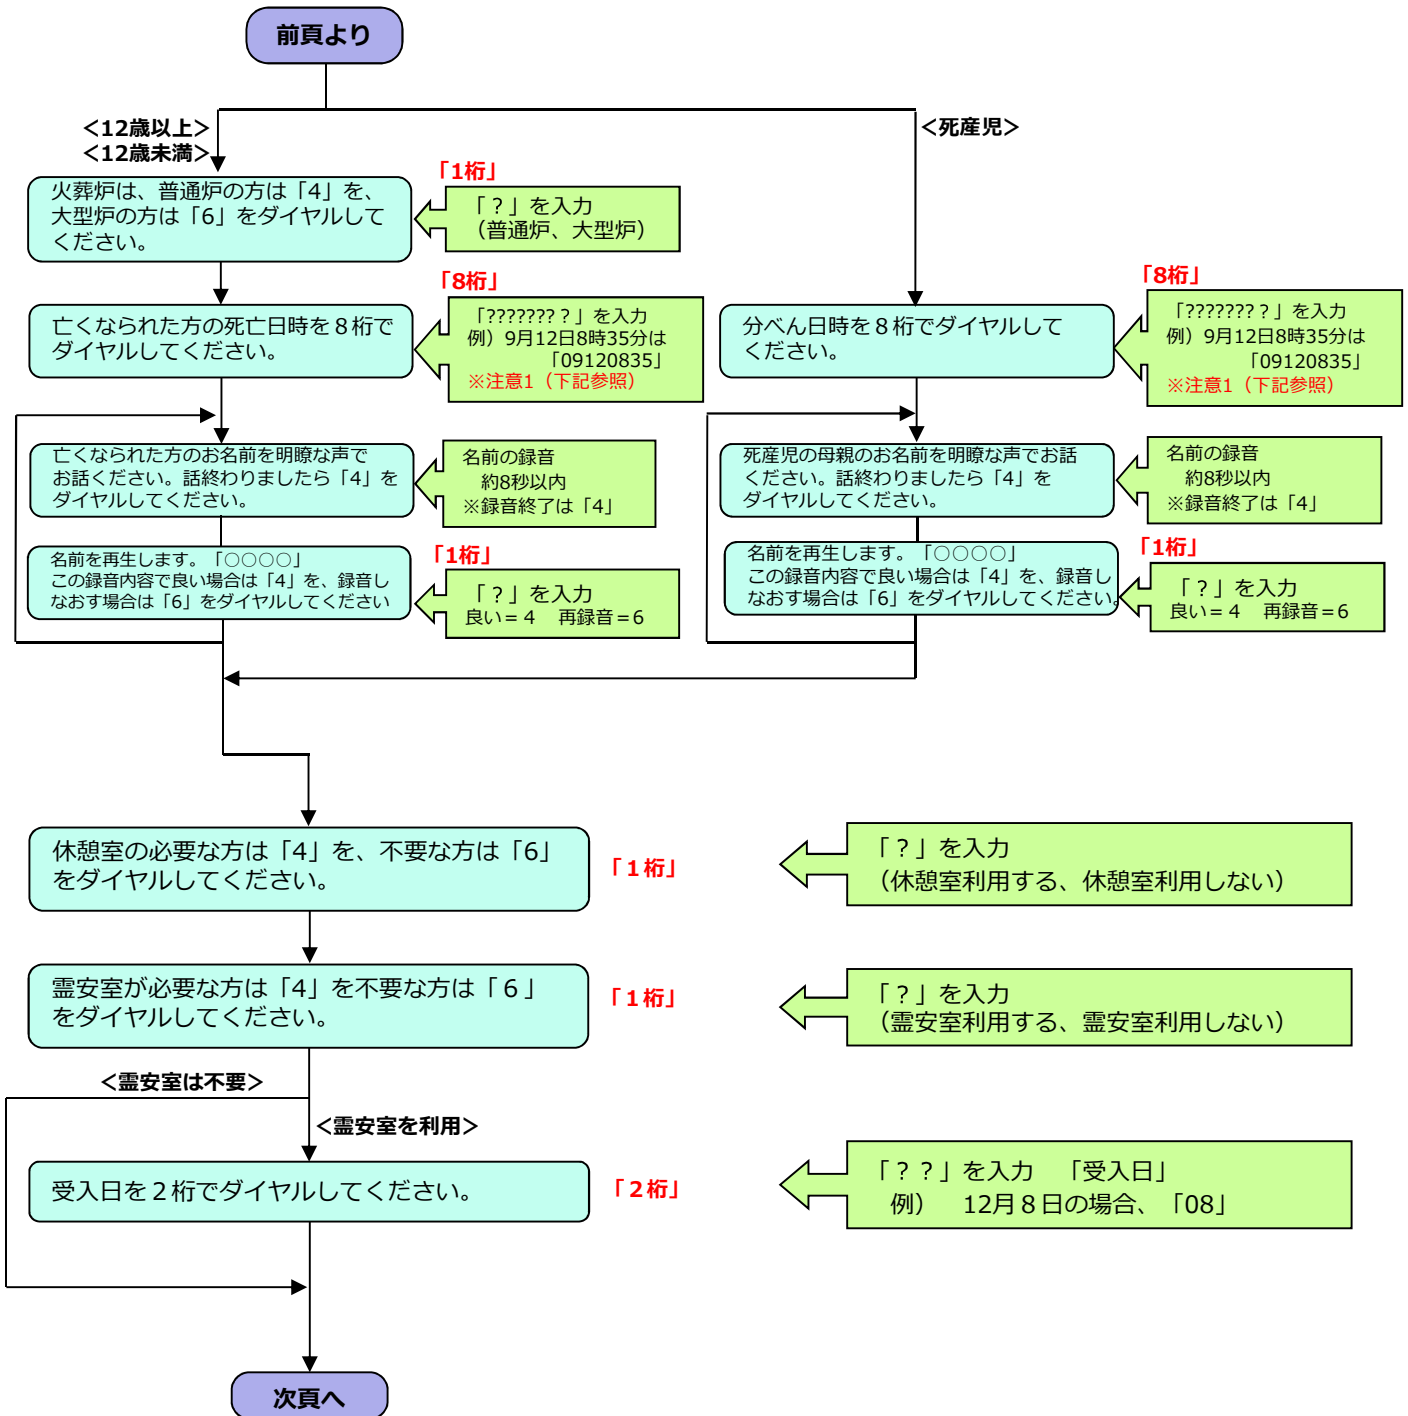 前頁より
＜12歳以上＞
＜12歳未満＞
＜死産児＞
「1桁」
火葬炉は、普通炉の方は「4」を、
大型炉の方は「6」をダイヤルして
ください。
「？」を入力
（普通炉、大型炉）
「8桁」
亡くなられた方の死亡日時を８桁で
ダイヤルしてください。
「???????？」を入力
例）9月12日8時35分は
「09120835」
※注意1（下記参照）
「8桁」
分べん日時を８桁でダイヤルして
ください。
「???????？」を入力
例）9月12日8時35分は
「09120835」
※注意1（下記参照）
亡くなられた方のお名前を明瞭な声で
お話ください。話終わりましたら「4」を
ダイヤルしてください。
名前の録音
約8秒以内
※録音終了は「4」
死産児の母親のお名前を明瞭な声でお話
ください。話終わりましたら「4」を
ダイヤルしてください。
名前の録音
約8秒以内
※録音終了は「4」
「1桁」
名前を再生します。「○○○○」
この録音内容で良い場合は「4」を、録音し
なおす場合は「6」をダイヤルしてください
「？」を入力
良い＝４　再録音＝6
「1桁」
名前を再生します。「○○○○」
この録音内容で良い場合は「4」を、録音し
なおす場合は「6」をダイヤルしてください。
「？」を入力
良い＝４　再録音＝6
休憩室の必要な方は「4」を、不要な方は「6」
をダイヤルしてください。
「１桁」
「？」を入力
（休憩室利用する、休憩室利用しない）
霊安室が必要な方は「4」を不要な方は「６」
をダイヤルしてください。
「１桁」
「？」を入力
（霊安室利用する、霊安室利用しない）
＜霊安室は不要＞
＜霊安室を利用＞
受入日を２桁でダイヤルしてください。
「２桁」
「？？」を入力　「受入日」
例）　12月８日の場合、「08」
次頁へ